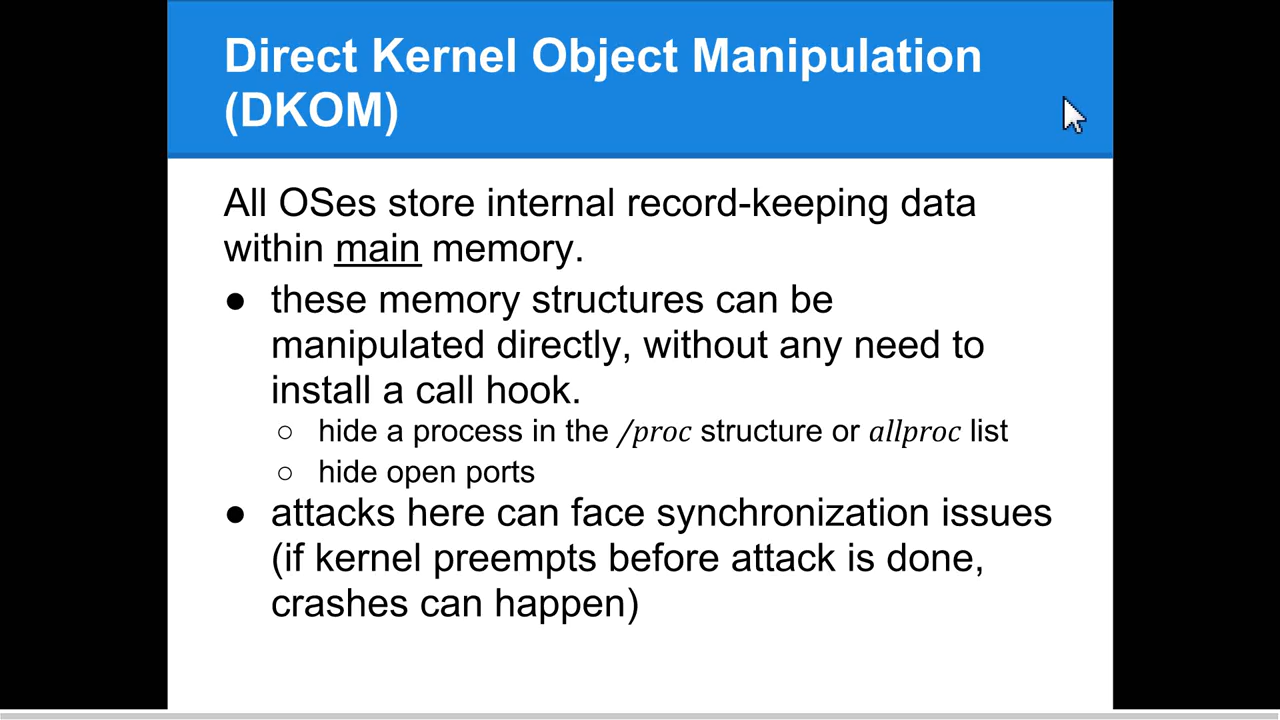 Direct Kernel Object Manipulation
(DKOM)
All OSes store internal record-keeping data
within main memory.
● these memory structures can be
manipulated directly, without any need to
install a call hook.
○ hide a process in the /proc structure or allproc list
○ hide open ports
● attacks here can face synchronization issues
(if kernel preempts before attack is done,
crashes can happen)